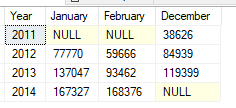 Year January February December
2011 NULL NULL 38626
2012 77770 59666 84939
2013 137047 93462 119399
2014 167327 168376 NULL